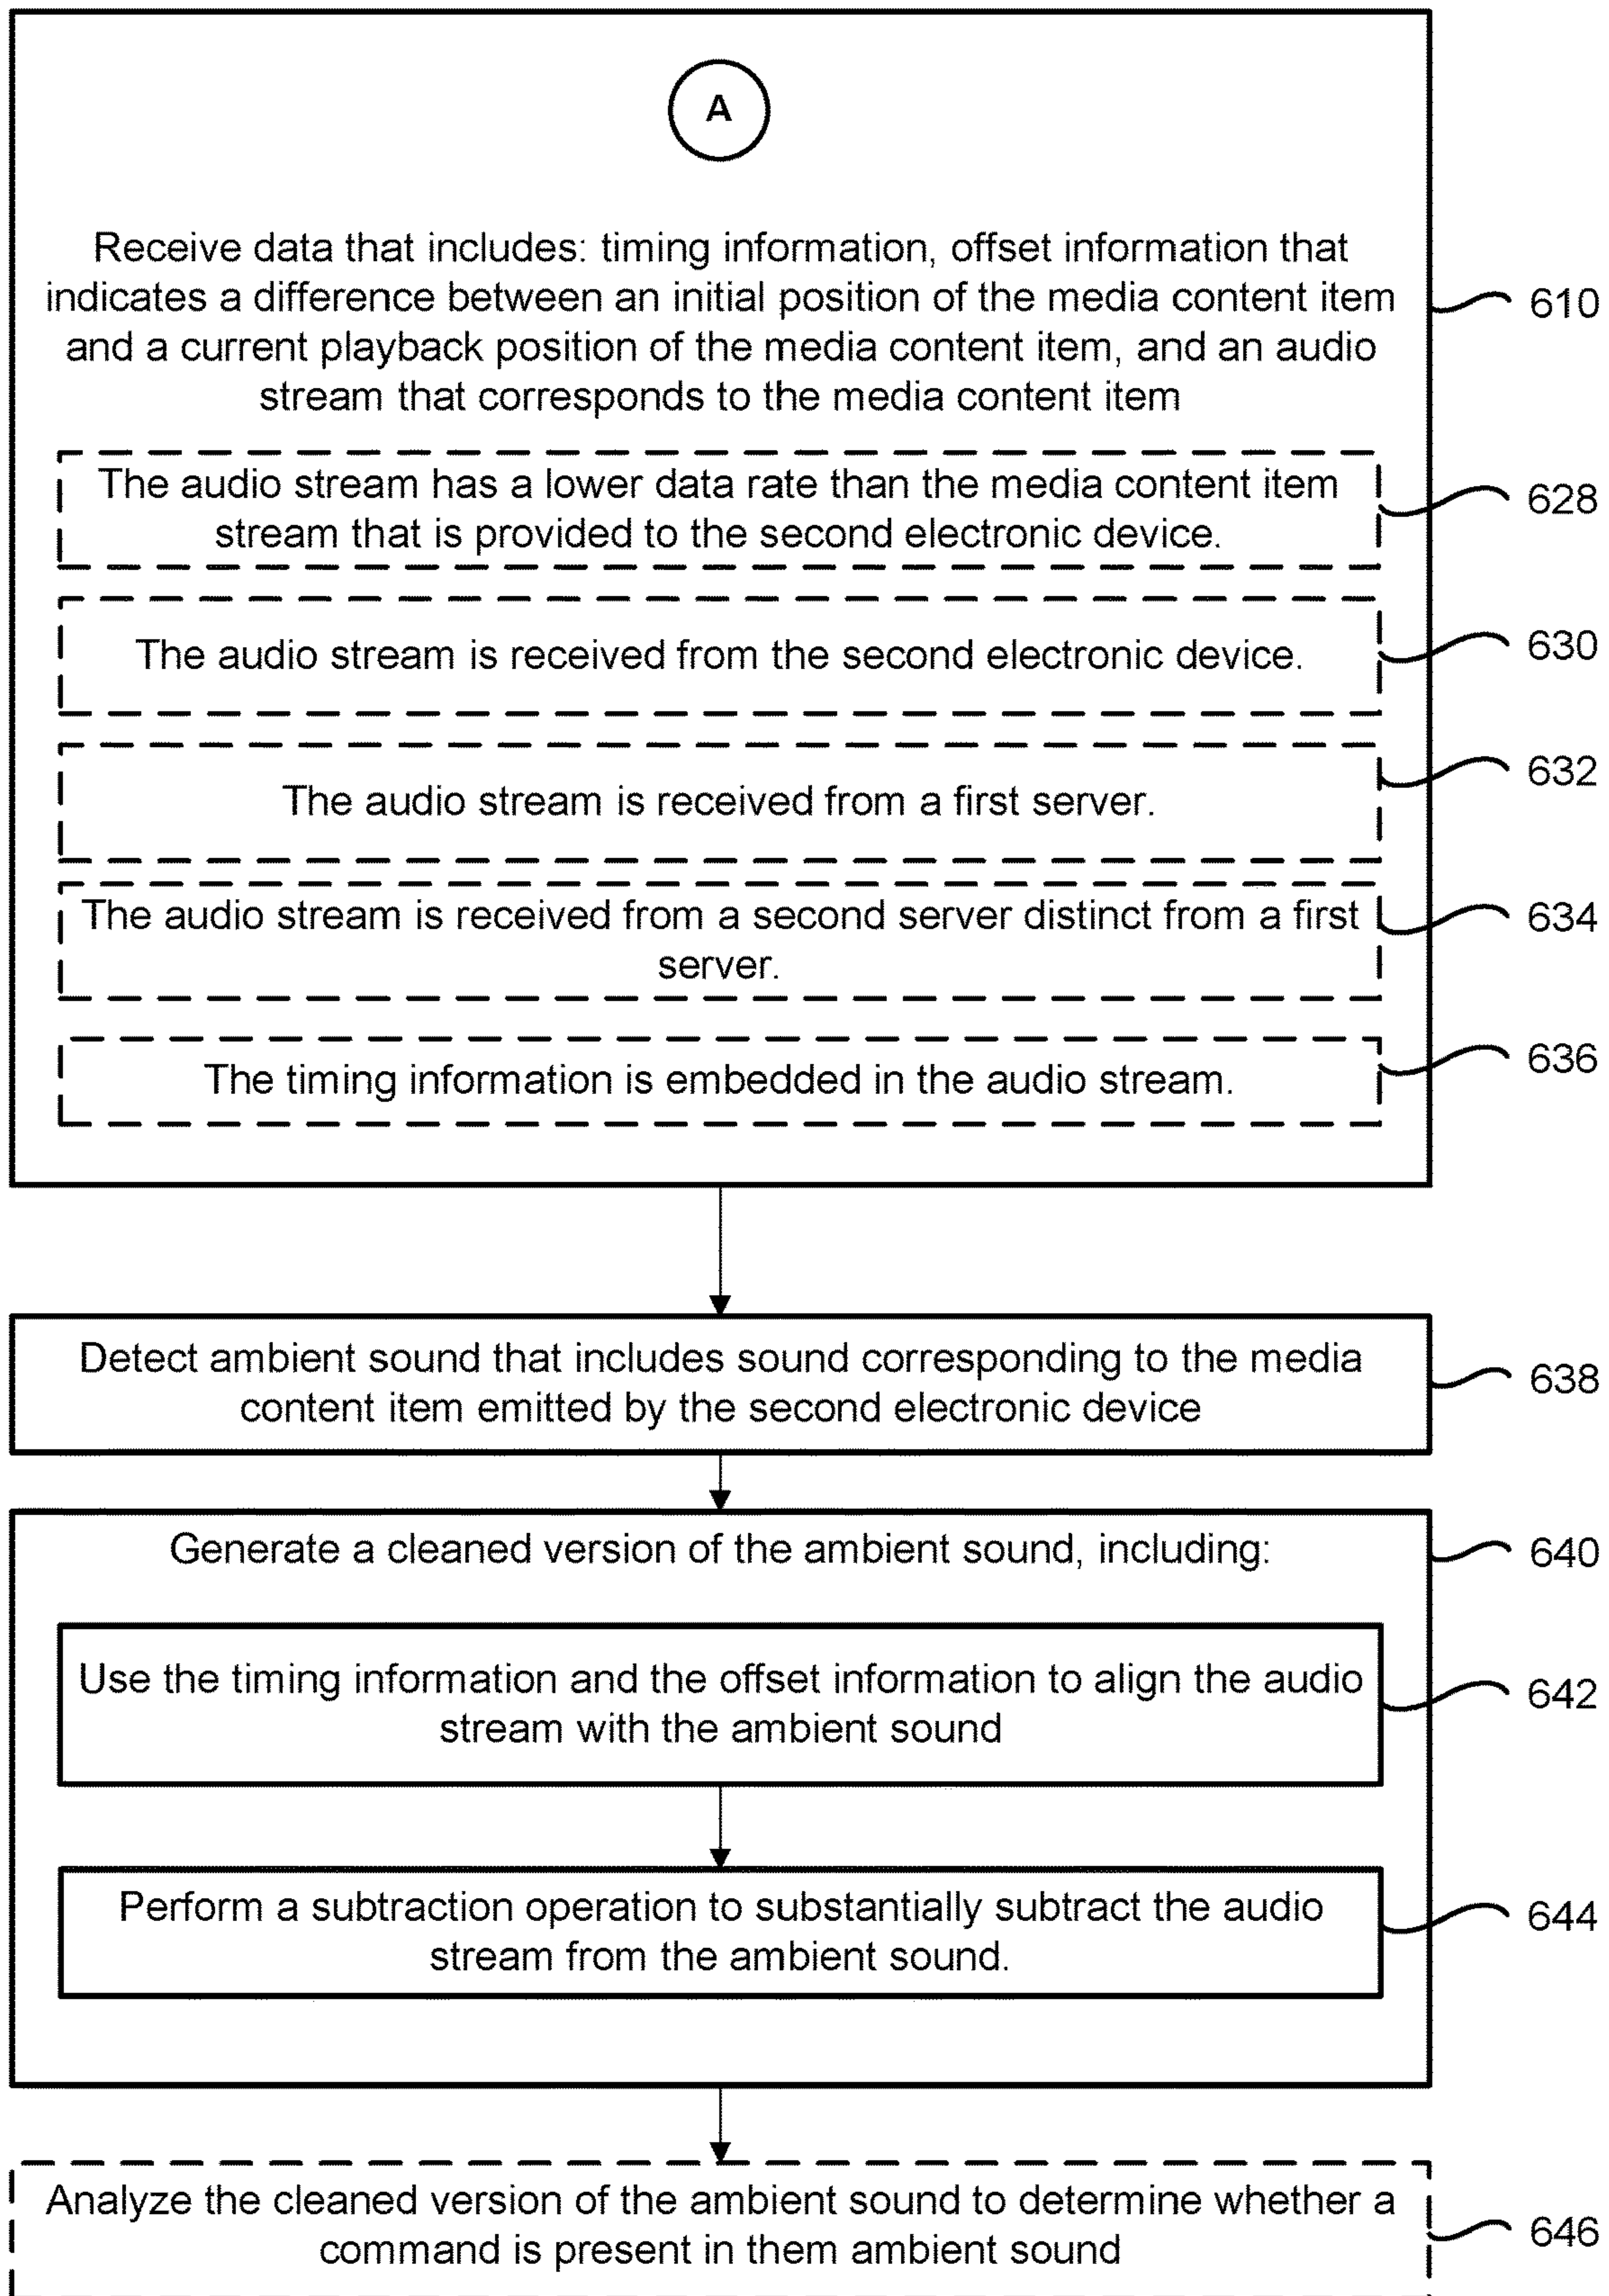 A
Receive data that includes: timing information, offset information that
indicates a difference between an initial position of the media content item
and a current playback position of the media content item, and an audio
stream that corresponds to the media content item
610
The audio stream has a lower data rate than the media content item
stream that is provided to the second electronic device.
628
The audio stream is received from the second electronic device.
630
The audio stream is received from a first server.
632
The audio stream is received from a second server distinct from a first
server.
634
The timing information is embedded in the audio stream.
636
Detect ambient sound that includes sound corresponding to the media
content item emitted by the second electronic device
638
Generate a cleaned version of the ambient sound, including:
640
Use the timing information and the offset information to align the audio
stream with the ambient sound
642
Perform a subtraction operation to substantially subtract the audio
stream from the ambient sound.
644
Analyze the cleaned version of the ambient sound to determine whether a
command is present in them ambient sound
646